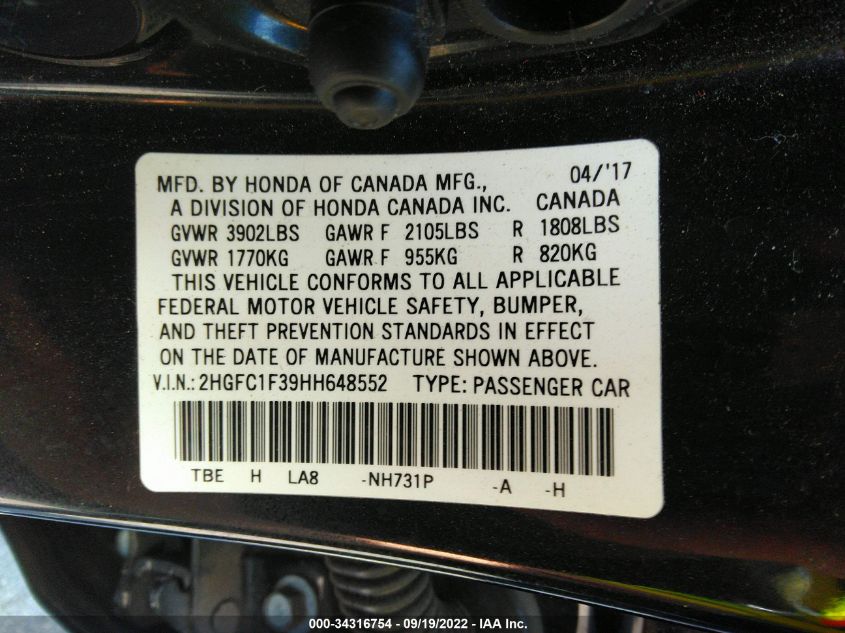 04/'17
MFD. BY HONDA OF CANADA MFG.,
A DIVISION OF HONDA CANADA INC. CANADA
GVWR 3902LBS GAWR F 2105LBS R 1808LBS
GVWR 1770KG GAWR F 955KG R 820KG
THIS VEHICLE CONFORMS TO ALL APPLICABLE
FEDERAL MOTOR VEHICLE SAFETY, BUMPER,
AND THEFT PREVENTION STANDARDS IN EFFECT
ON THE DATE OF MANUFACTURE SHOWN ABOVE.
V.I.N.: 2HGFC1F39HH648552 TYPE: PASSENGER CAR
TBE H LA8 -NH731P -A -H
000-34316754 - 09/19/2022 - IAA Inc.